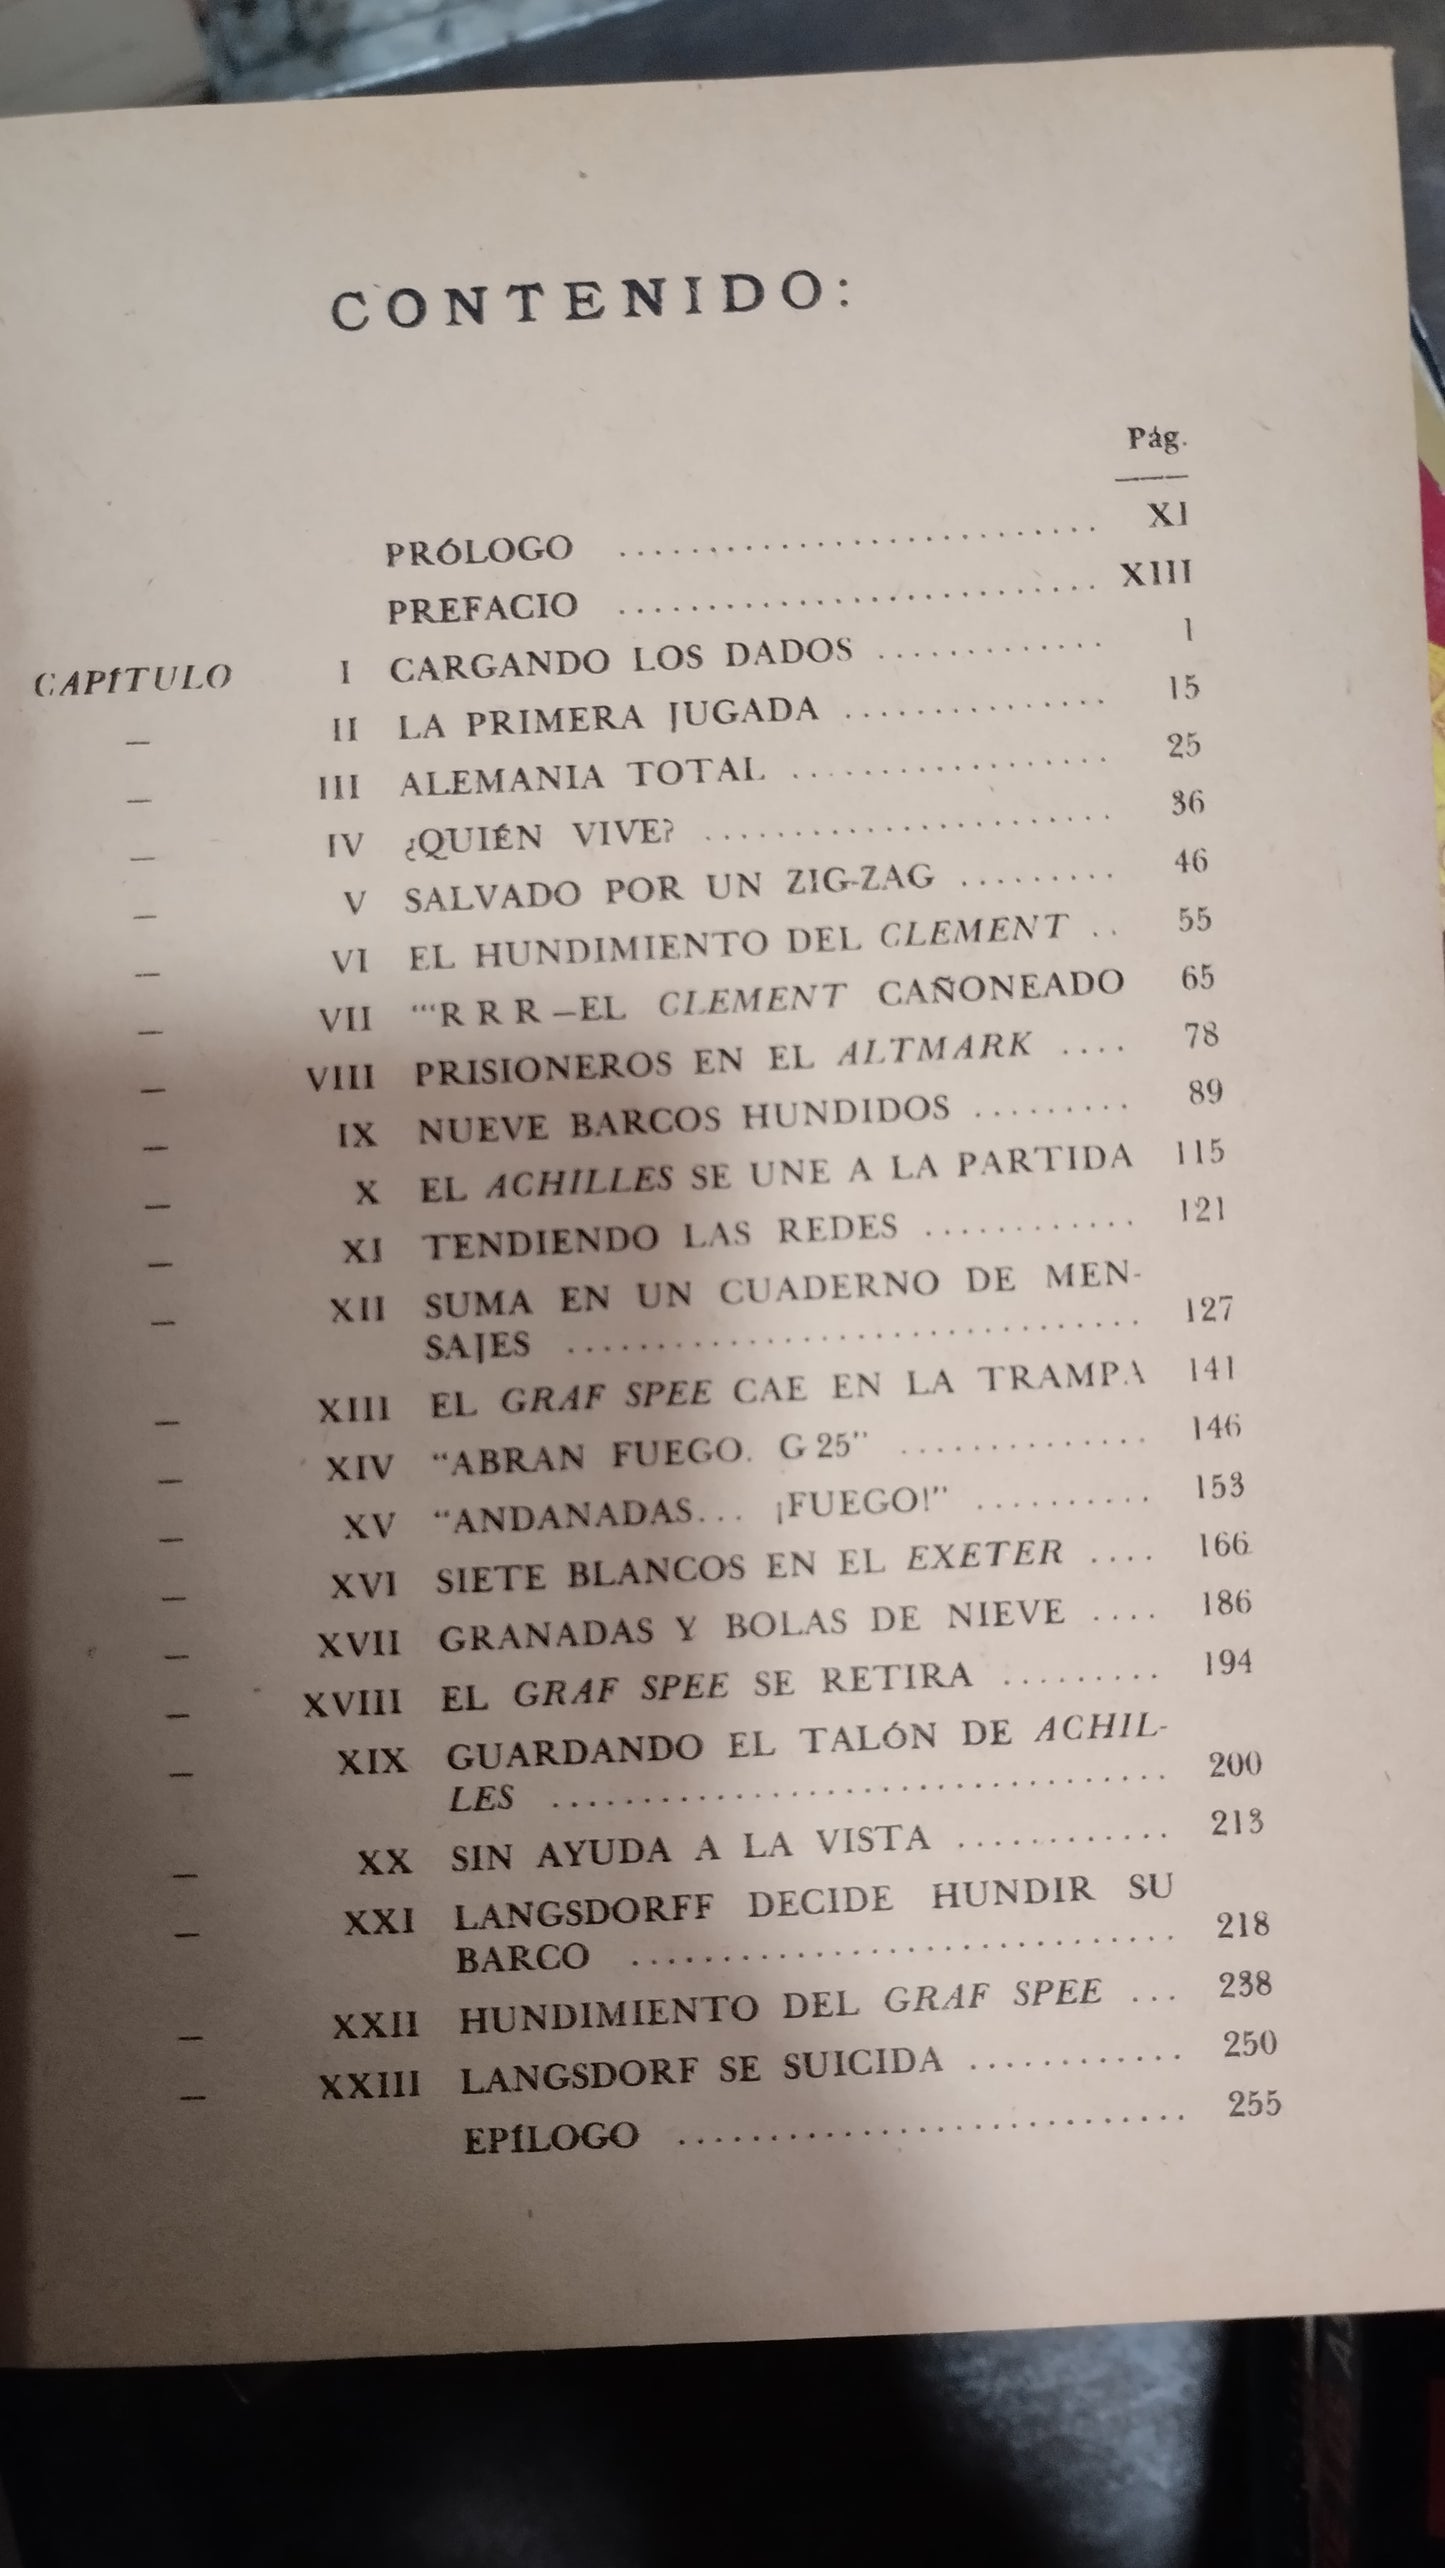 CONTENIDO:
Pág.
PRÓLOGO .......................... XI
PREFACIO .......................... XIII
CAPÍTULO I CARGANDO LOS DADOS ............. 1
— II LA PRIMERA JUGADA ............... 15
— III ALEMANIA TOTAL .................. 25
— IV ¿QUIÉN VIVE? ....................... 36
— V SALVADO POR UN ZIG-ZAG ......... 46
— VI EL HUNDIMIENTO DEL CLEMENT .. 55
— VII "'R R R —EL CLEMENT CAÑONEADO 65
— VIII PRISIONEROS EN EL ALTMARK .... 78
— IX NUEVE BARCOS HUNDIDOS ......... 89
— X EL ACHILLES SE UNE A LA PARTIDA 115
— XI TENDIENDO LAS REDES ............ 121
— XII SUMA EN UN CUADERNO DE MEN-
SAJES ................................ 127
— XIII EL GRAF SPEE CAE EN LA TRAMPA 141
— XIV "ABRAN FUEGO. G 25" .............. 146
— XV "ANDANADAS... ¡FUEGO!" .......... 153
— XVI SIETE BLANCOS EN EL EXETER .... 166
— XVII GRANADAS Y BOLAS DE NIEVE .... 186
— XVIII EL GRAF SPEE SE RETIRA ......... 194
— XIX GUARDANDO EL TALÓN DE ACHIL-
LES .................................. 200
— XX SIN AYUDA A LA VISTA ............ 213
— XXI LANGSDORFF DECIDE HUNDIR SU
BARCO .............................. 218
— XXII HUNDIMIENTO DEL GRAF SPEE ... 238
— XXIII LANGSDORF SE SUICIDA ............ 250
EPÍLOGO ............................ 255